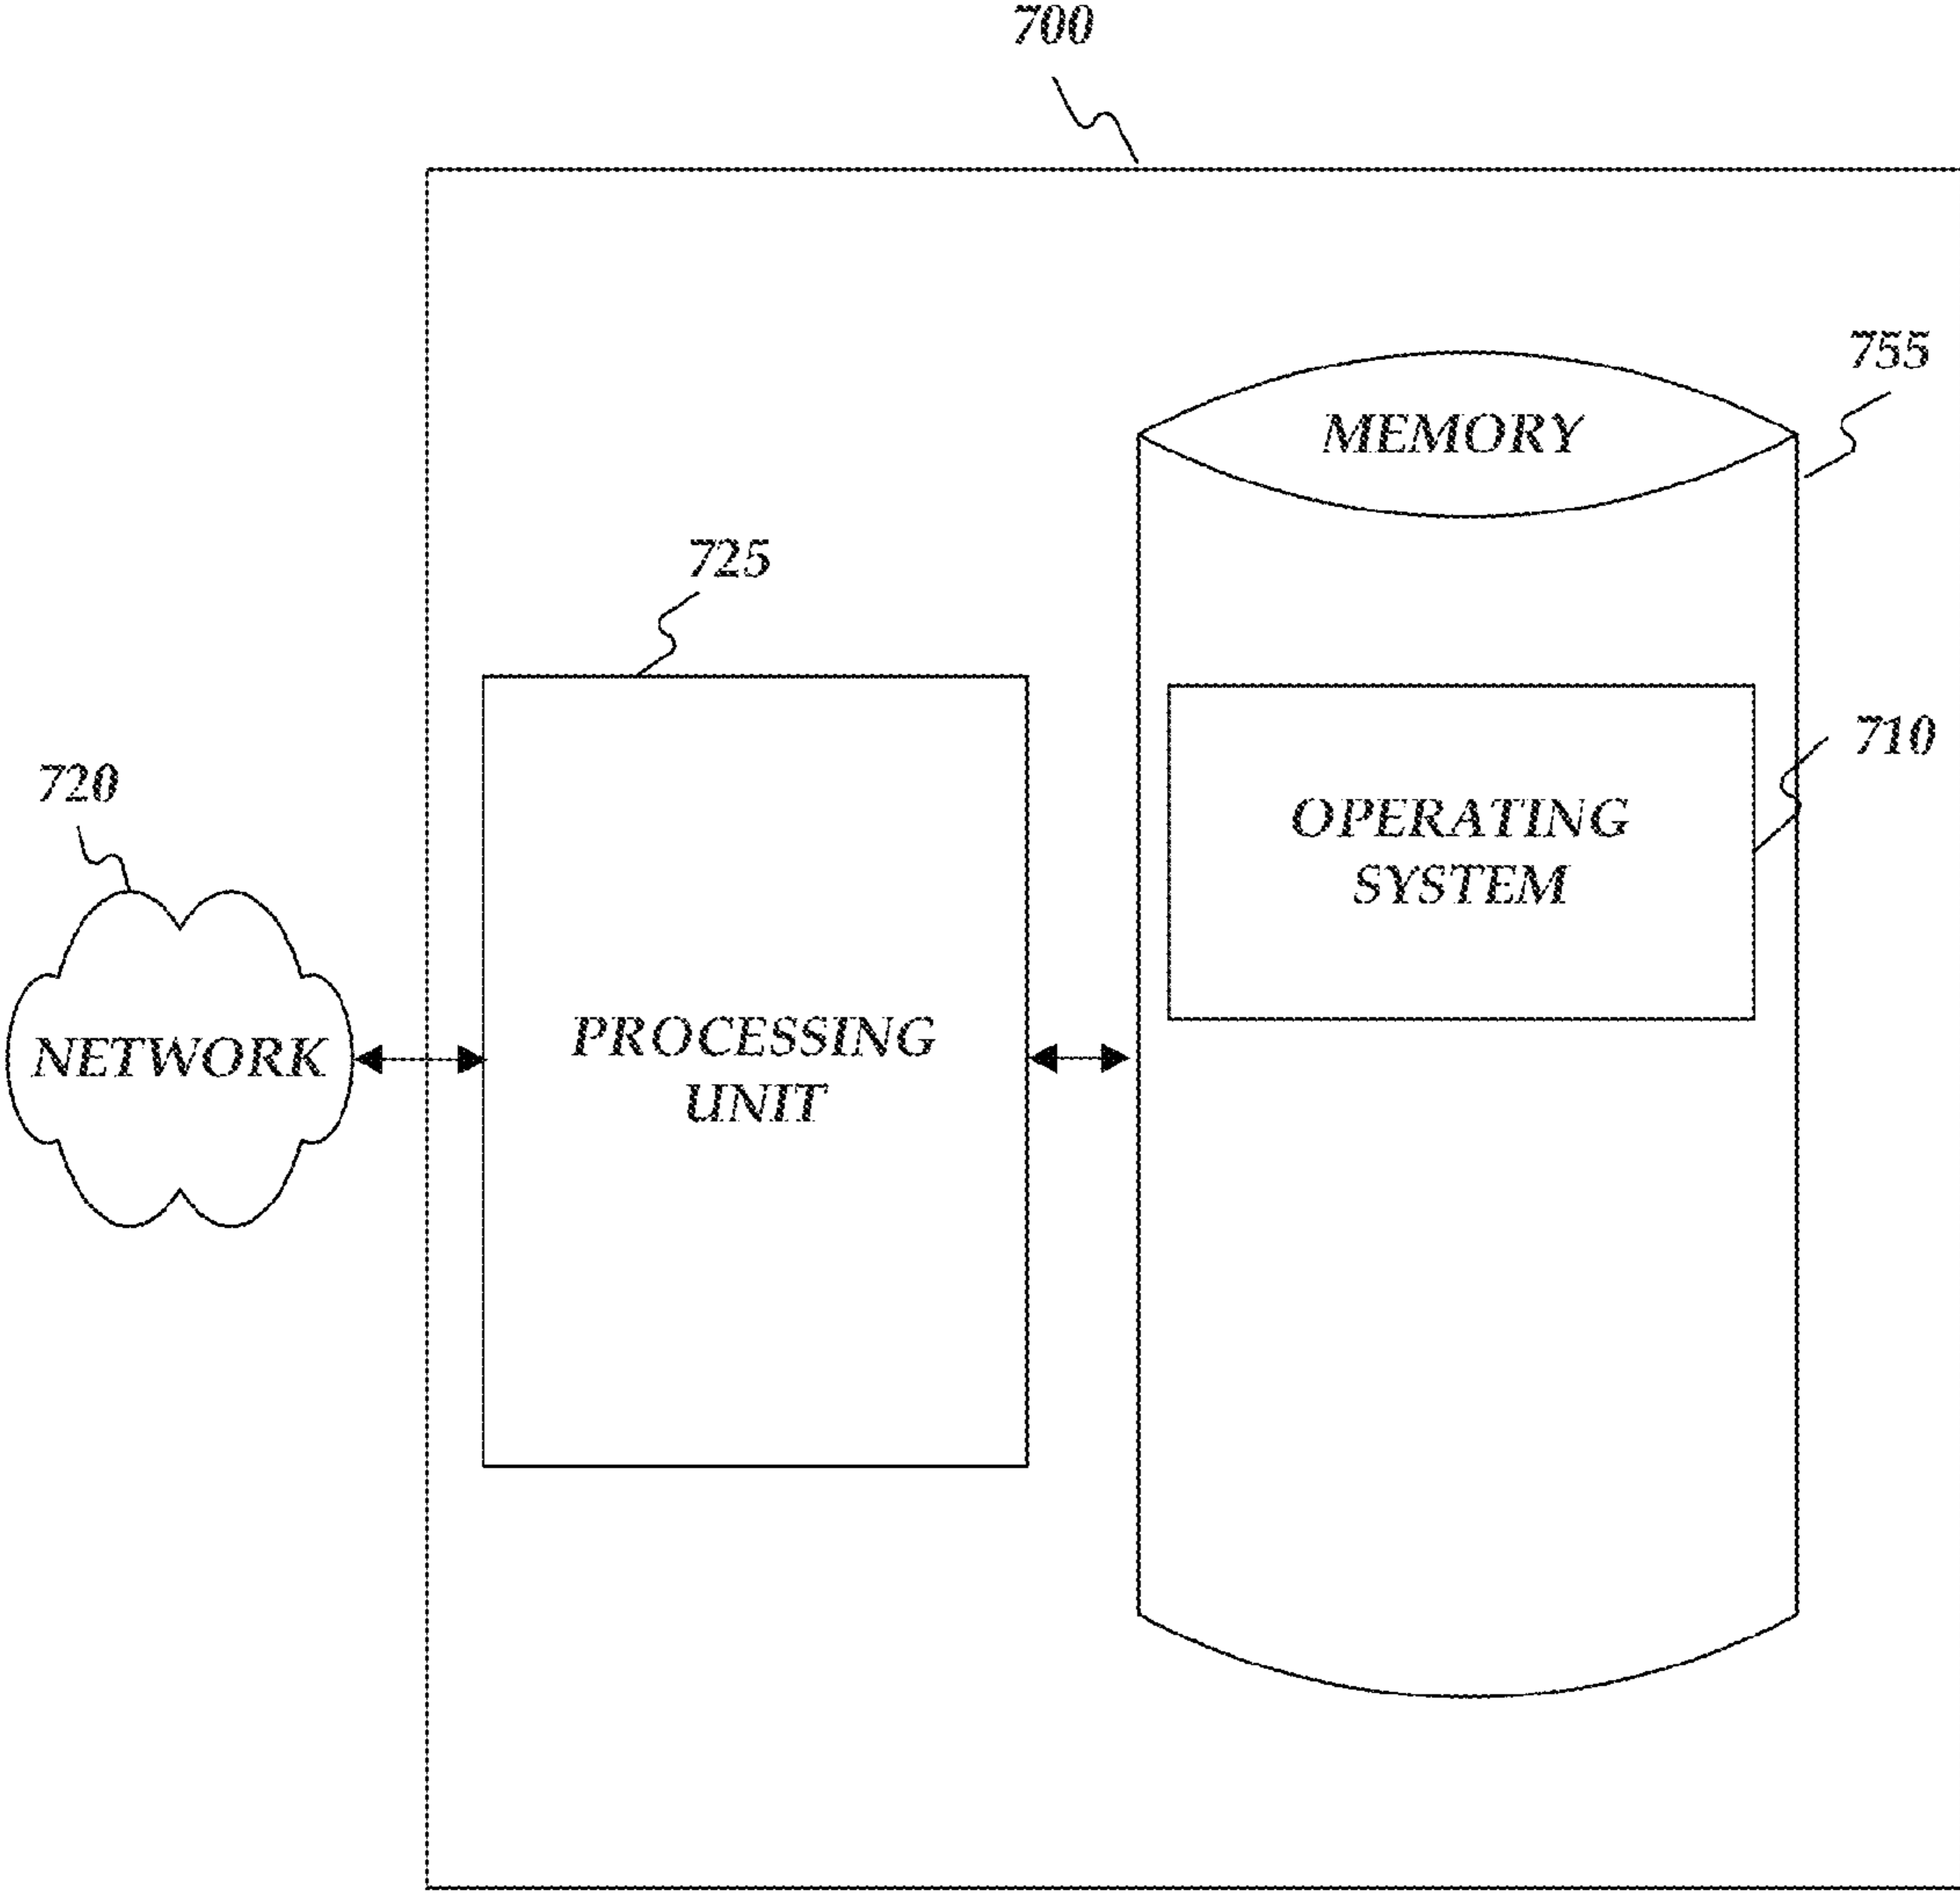 700
755
MEMORY
725
710
720
OPERATING
SYSTEM
NETWORK
PROCESSING
UNIT